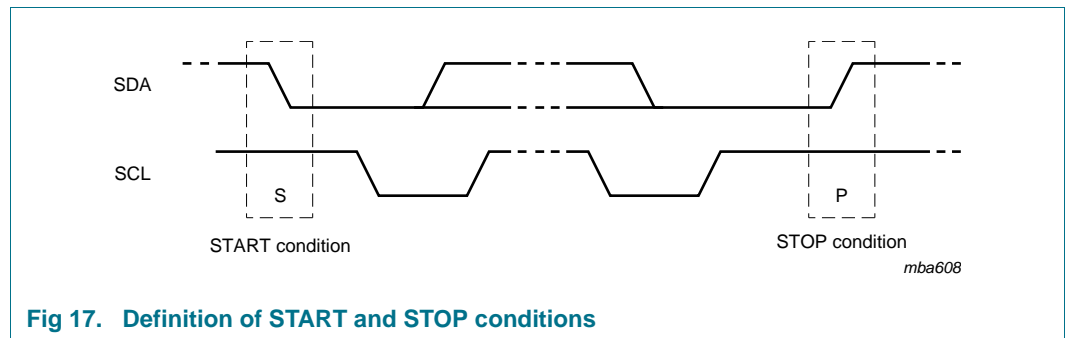 SDA
SCL
S
P
START condition
STOP condition
mba608
Fig 17. Definition of START and STOP conditions